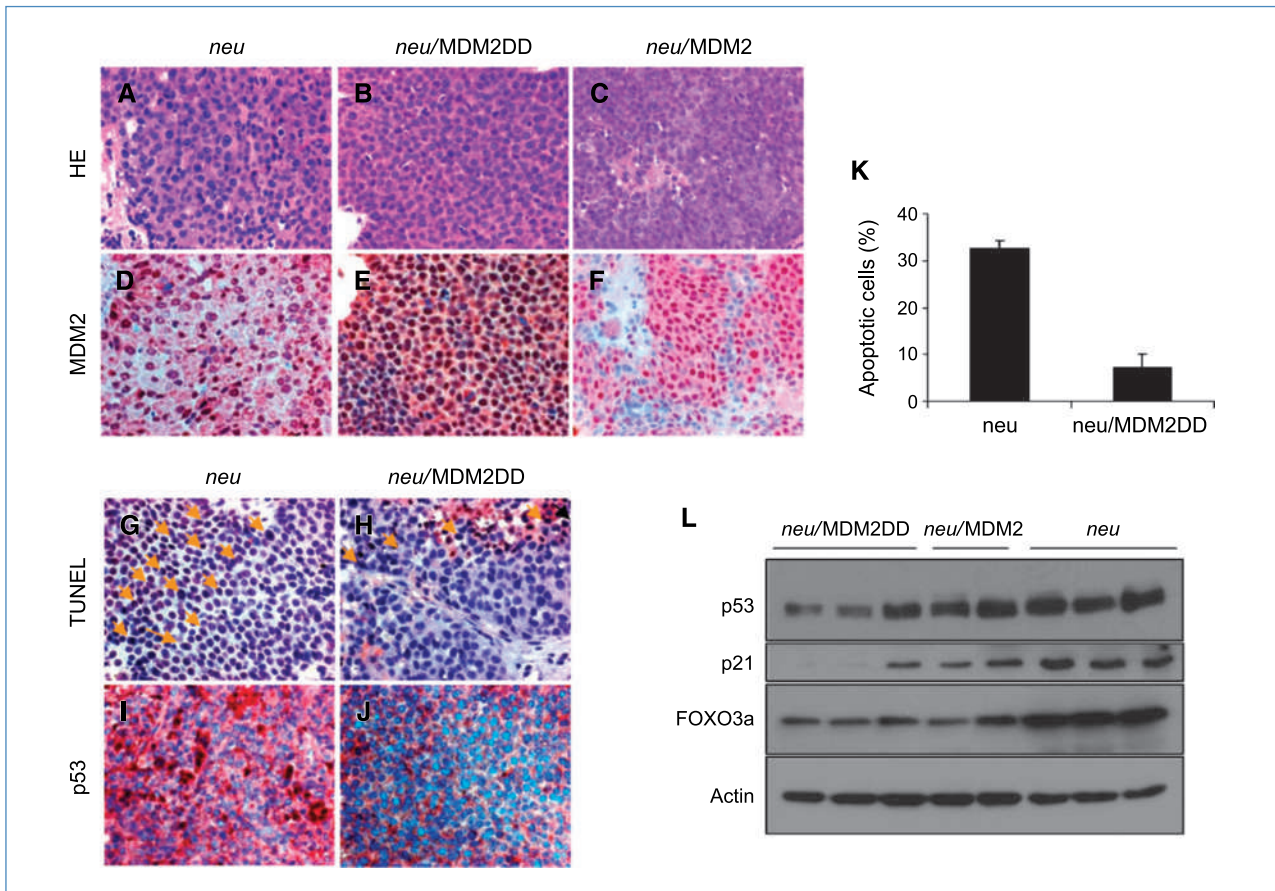 neu neu/MDM2DD neu/MDM2
HE
A B C
MDM2
D E F
K
Apoptotic cells (%)
40
30
20
10
0
neu neu/MDM2DD
neu neu/MDM2DD
TUNEL
G H
p53
I J
L
neu/MDM2DD neu/MDM2 neu
p53
p21
FOXO3a
Actin